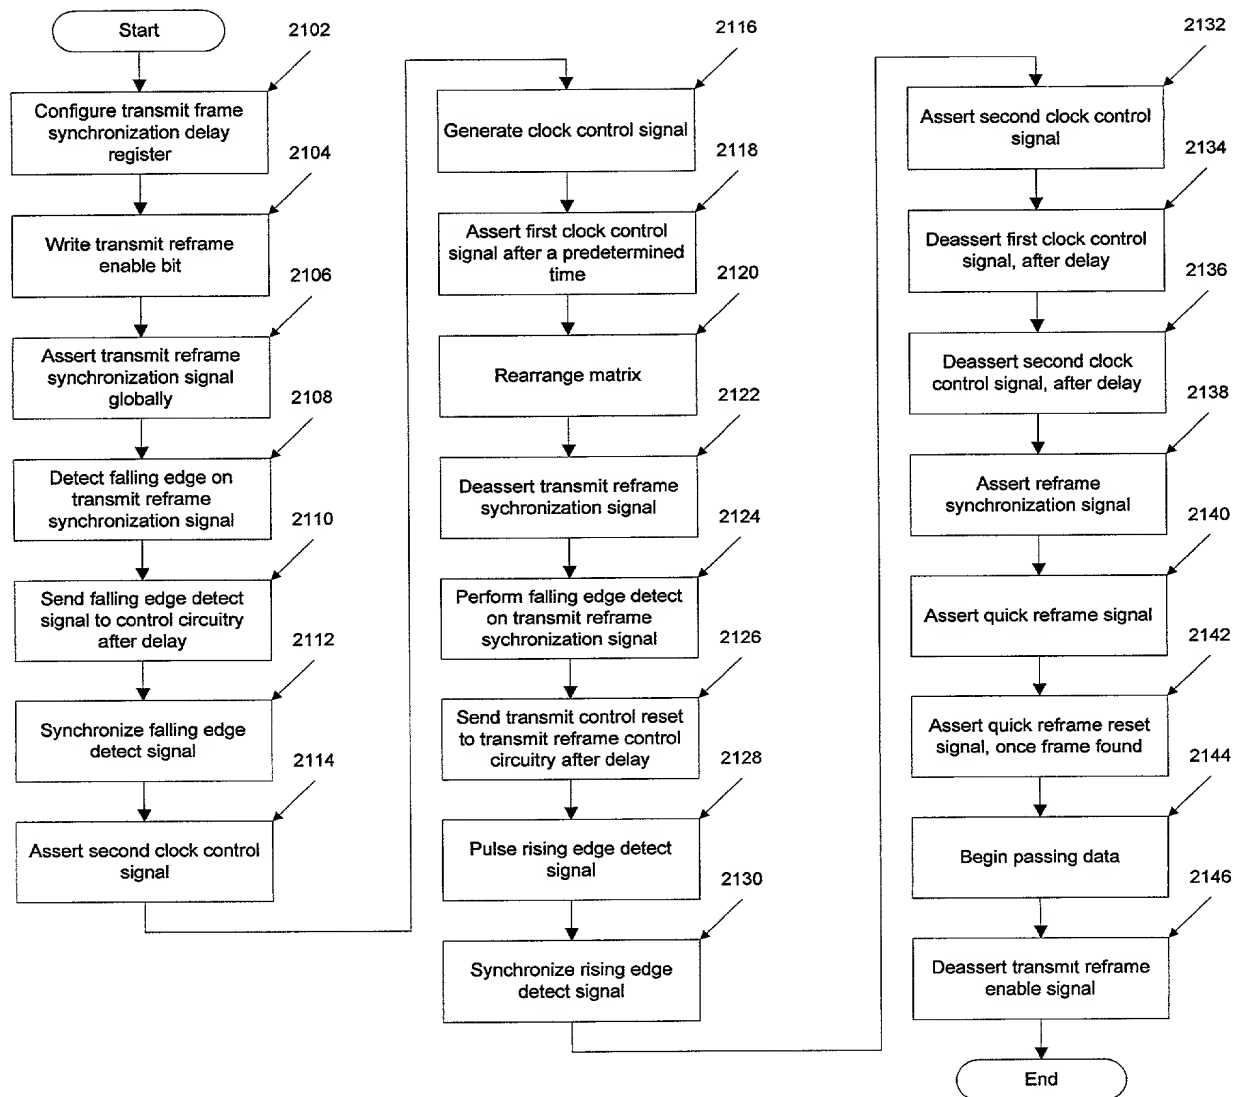 Start
2102
Configure transmit frame
synchronization delay
register
2104
Write transmit reframe
enable bit
2106
Assert transmit reframe
synchronization signal
globally
2108
Detect falling edge on
transmit reframe
synchronization signal
2110
Send falling edge detect
signal to control circuitry
after delay
2112
Synchronize falling edge
detect signal
2114
Assert second clock control
signal
2116
Generate clock control signal
2118
Assert first clock control
signal after a predetermined
time
2120
Rearrange matrix
2122
Deassert transmit reframe
sychronization signal
2124
Perform falling edge detect
on transmit reframe
sychronization signal
2126
Send transmit control reset
to transmit reframe control
circuitry after delay
2128
Pulse rising edge detect
signal
2130
Synchronize rising edge
detect signal
2132
Assert second clock control
signal
2134
Deassert first clock control
signal, after delay
2136
Deassert second clock
control signal, after delay
2138
Assert reframe
synchronization signal
2140
Assert quick reframe signal
2142
Assert quick reframe reset
signal, once frame found
2144
Begin passing data
2146
Deassert transmit reframe
enable signal
End